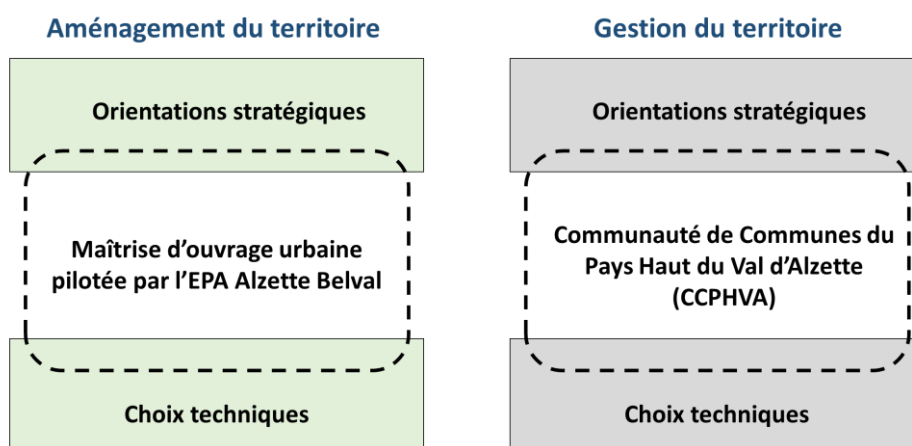 Aménagement du territoire
Orientations stratégiques
Maîtrise d’ouvrage urbaine
pilotée par l’EPA Alzette Belval
Choix techniques
Gestion du territoire
Orientations stratégiques
Communauté de Communes du
Pays Haut du Val d’Alzette
(CCPHVA)
Choix techniques